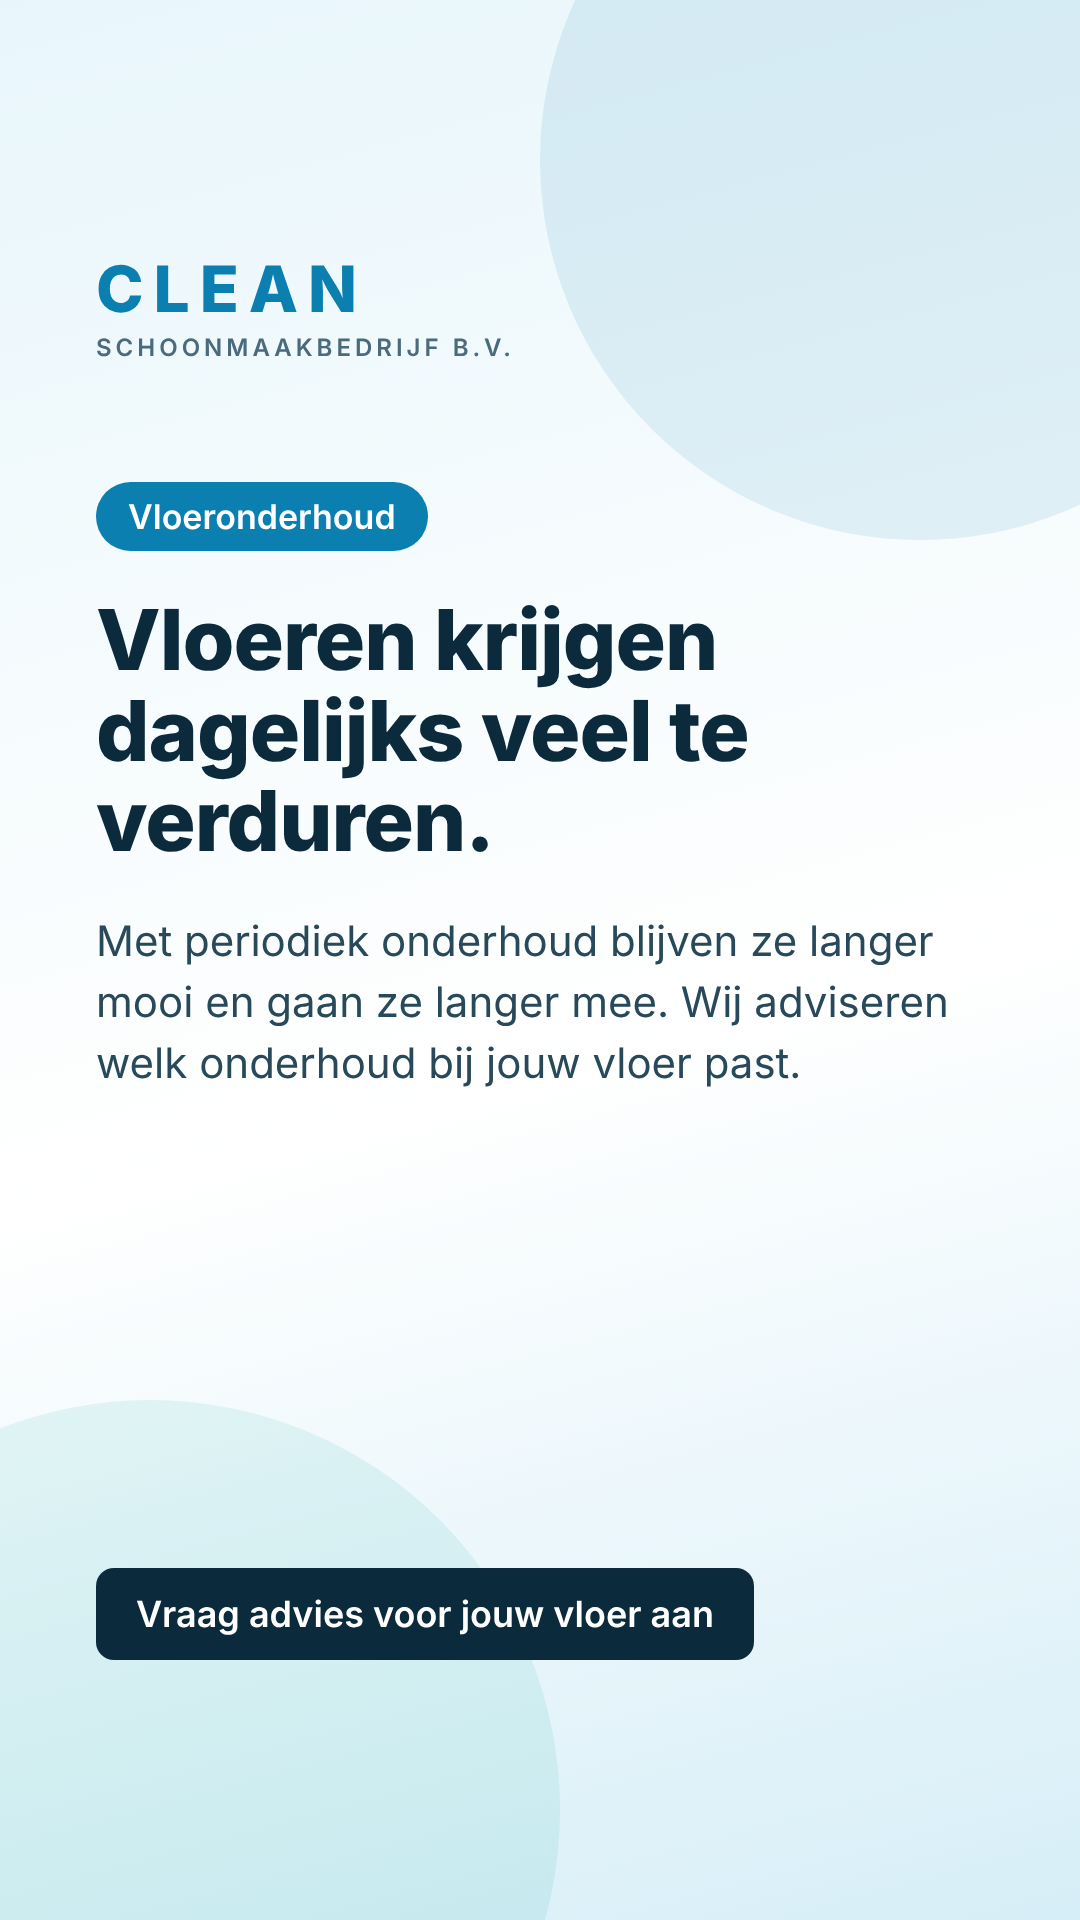 CLEAN
SCHOONMAAKBEDRIJF B.V.
Vloeronderhoud
Vloeren krijgen
dagelijks veel te
verduren.
Met periodiek onderhoud blijven ze langer
mooi en gaan ze langer mee. Wij adviseren
welk onderhoud bij jouw vloer past.
Vraag advies voor jouw vloer aan